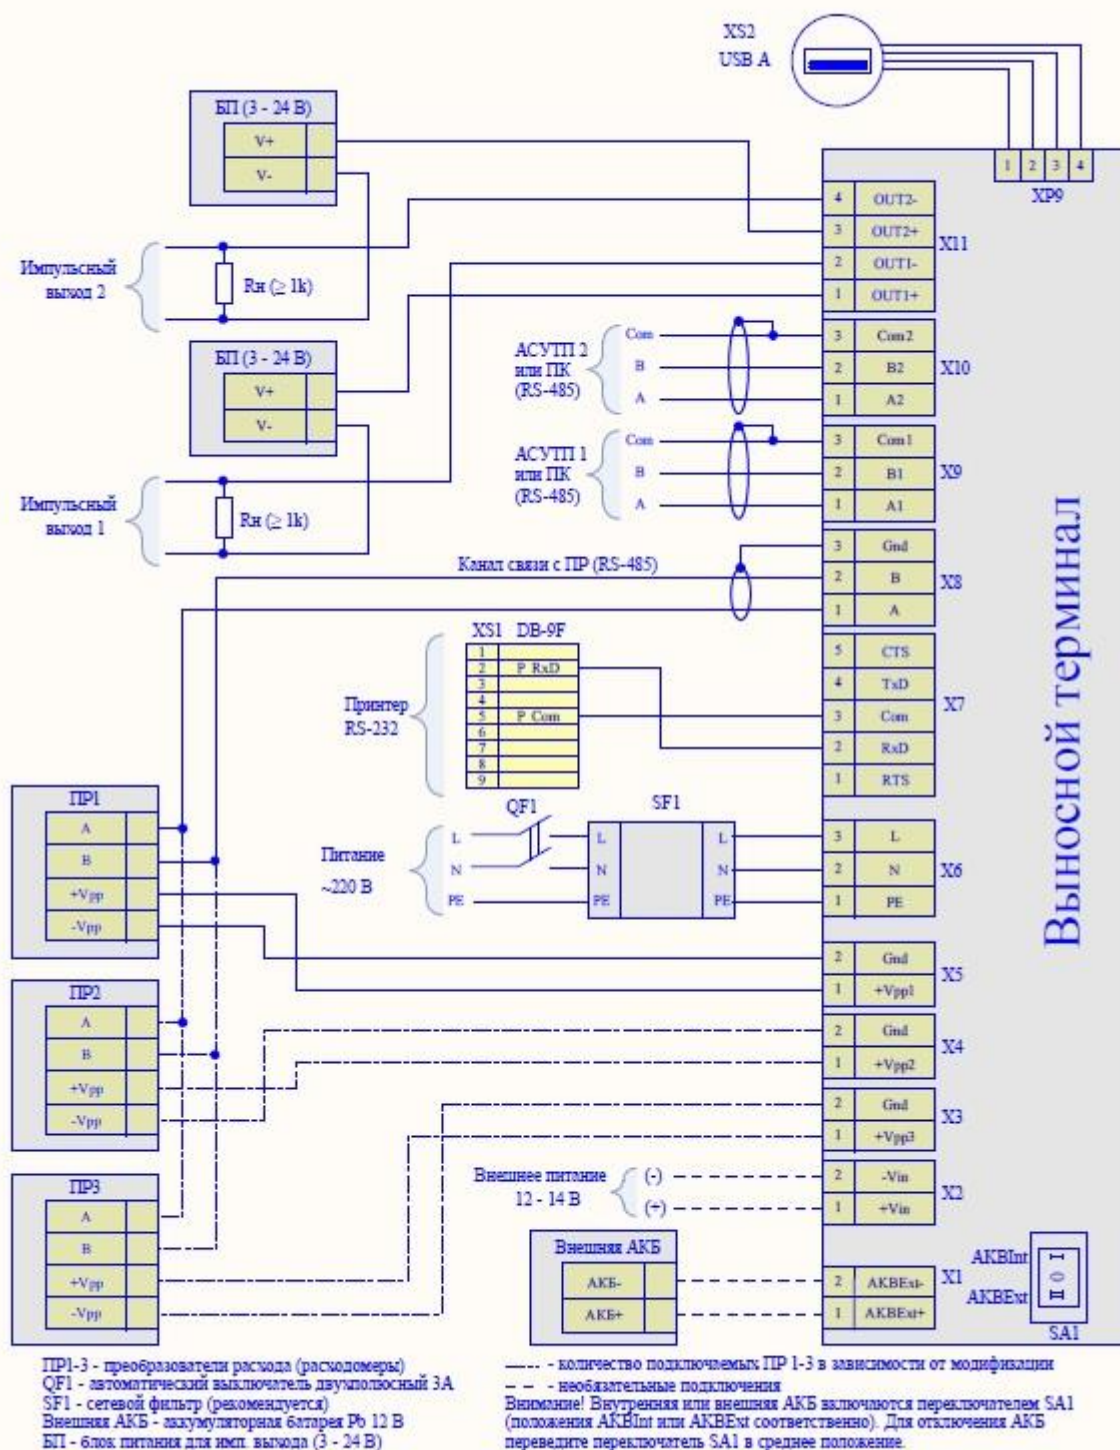 XS2
USB A
1 2 3 4
XP9
БП (3 - 24 В)
V+
V-
Импульсный
выход 2
Rн (≥ 1k)
4 OUT2-
3 OUT2+
2 OUT1-
1 OUT1+
X11
БП (3 - 24 В)
V+
V-
Импульсный
выход 1
Rн (≥ 1k)
АСУТП 2
или ПК
(RS-485)
Com
B
A
3 Com2
2 B2
1 A2
X10
АСУТП 1
или ПК
(RS-485)
Com
B
A
3 Com1
2 B1
1 A1
X9
Канал связи с ПР (RS-485)
3 Gnd
2 B
1 A
X8
Принтер
RS-232
XS1 DB-9F
1
2 P_RxD
3
4
5 P_Com
6
7
8
9
5 CTS
4 TxD
3 Com
2 RxD
1 RTS
X7
Выносной терминал
Питание
~220 В
L
N
PE
QF1
SF1
L L
N N
PE PE
3 L
2 N
1 PE
X6
ПР1
A
B
+Vpp
-Vpp
2 Gnd
1 +Vpp1
X5
ПР2
A
B
+Vpp
-Vpp
2 Gnd
1 +Vpp2
X4
ПР3
A
B
+Vpp
-Vpp
2 Gnd
1 +Vpp3
X3
Внешнее питание
12 - 14 В
(-)
(+)
2 -Vin
1 +Vin
X2
Внешняя АКБ
АКБ-
АКБ+
2 AKBExt-
1 AKBExt+
X1
AKBInt
AKBExt
I
O
II
SA1
ПР1-3 - преобразователи расхода (расходомеры)
QF1 - автоматический выключатель двухполюсный 3А
SF1 - сетевой фильтр (рекомендуется)
Внешняя АКБ - аккумуляторная батарея Pb 12 В
БП - блок питания для имп. выхода (3 - 24 В)
- количество подключаемых ПР 1-3 в зависимости от модификации
- необязательные подключения
Внимание! Внутренняя или внешняя АКБ включаются переключателем SA1
(положения AKBInt или AKBExt соответственно). Для отключения АКБ
переведите переключатель SA1 в среднее положение.